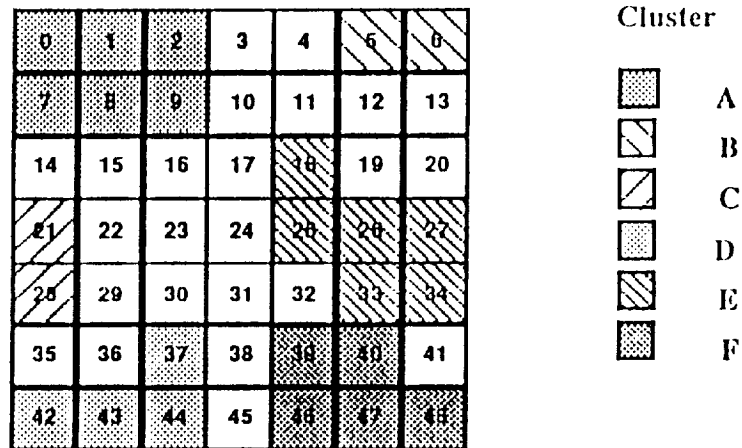 Cluster
0 1 2 3 4 5 6
7 8 9 10 11 12 13
14 15 16 17 18 19 20
21 22 23 24 25 26 27
28 29 30 31 32 33 34
35 36 37 38 39 40 41
42 43 44 45 46 47 48
A
B
C
D
E
F